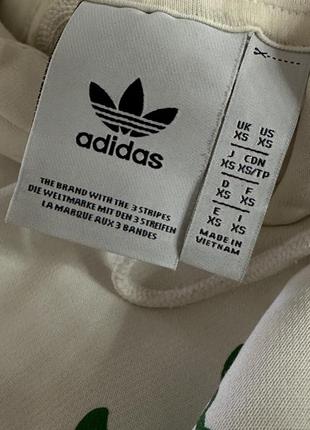 adidas
THE BRAND WITH THE 3 STRIPES
DIE WELTMARKE MIT DEN 3 STREIFEN
LA MARQUE AUX 3 BANDES
UK US
XS XS
J CDN
XS XS/TP
D F
XS XS
E I
XS XS
MADE IN
VIETNAM